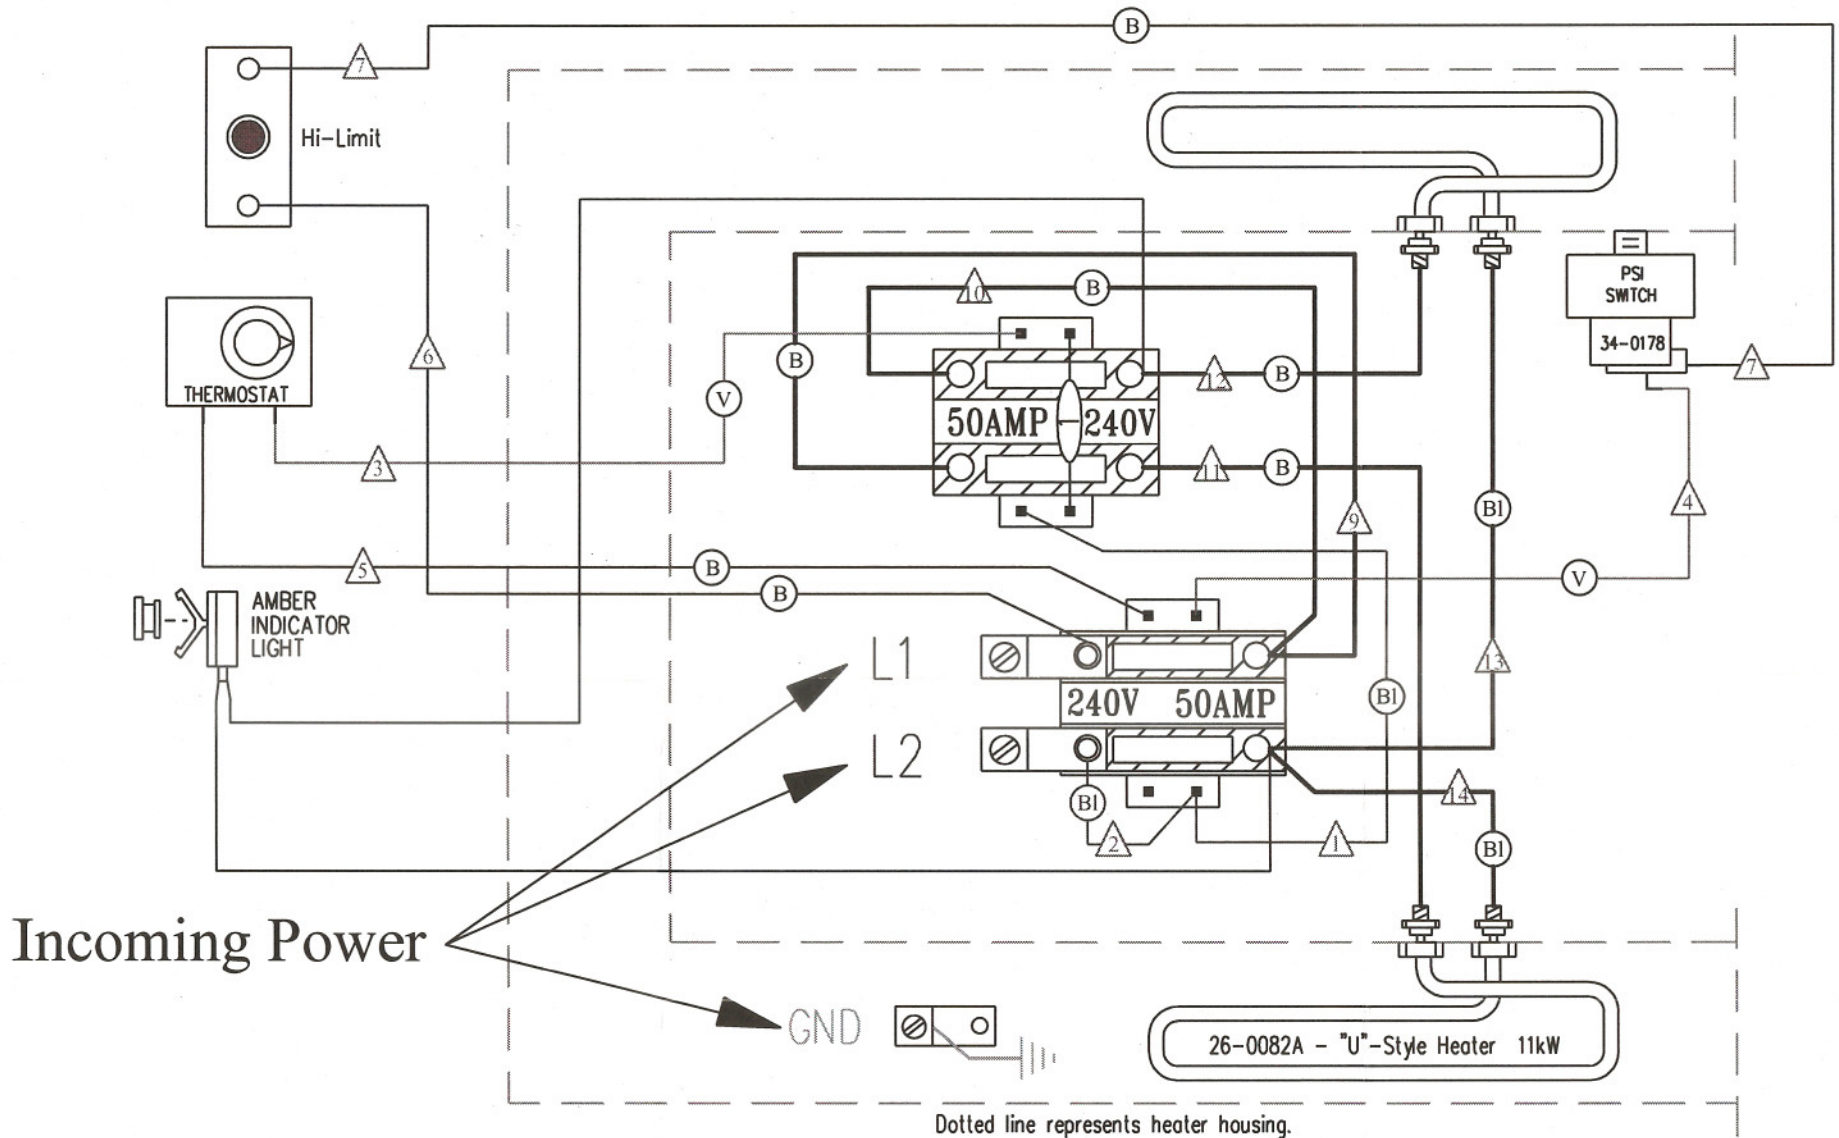 B
7
Hi-Limit
PSI
SWITCH
34-0178
7
10
B
B
6
THERMOSTAT
V
12
B
50AMP
1
240V
3
11
B
Bl
4
9
5
B
V
B
AMBER
INDICATOR
LIGHT
L1
13
240V 50AMP
Bl
L2
14
Bl
2
1
Bl
Incoming Power
GND
26-0082A - "U"-Style Heater 11kW
Dotted line represents heater housing.